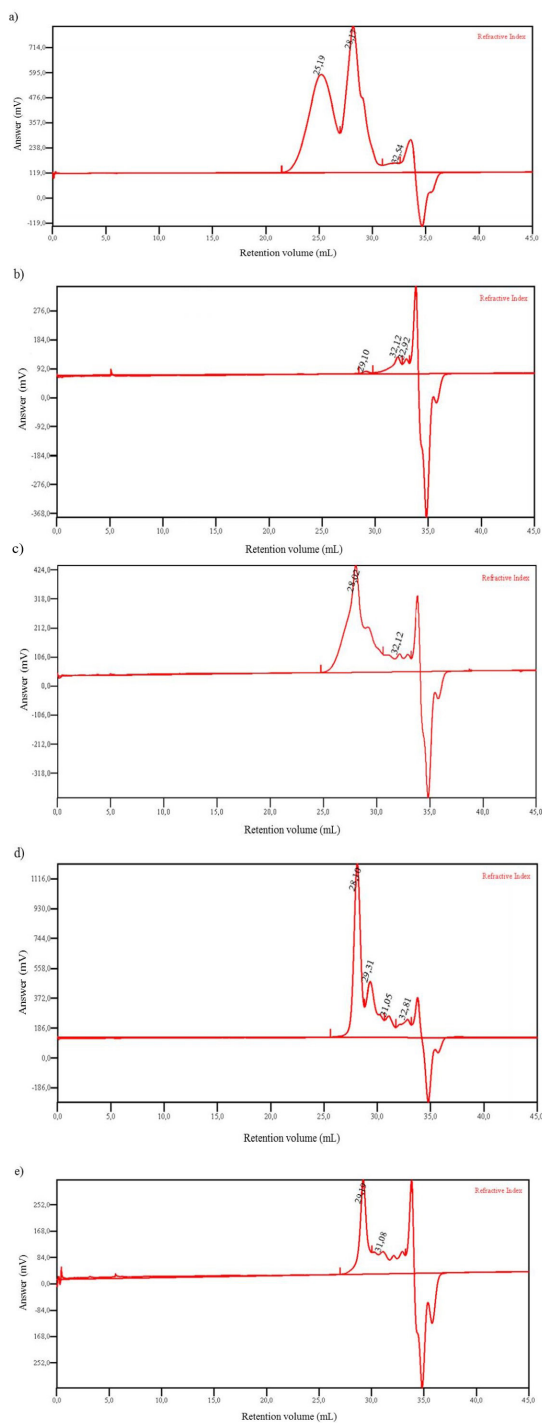 a)
Refractive Index
714,0
595,0
476,0
357,0
238,0
119,0
0,0
-119,0
Answer (mV)
25,19
32,54
0,0 5,0 10,0 15,0 20,0 25,0 30,0 35,0 40,0 45,0
Retention volume (mL)
b)
Refractive Index
276,0
184,0
92,0
0,0
-92,0
-184,0
-276,0
-368,0
Answer (mV)
29,10
32,12
32,92
0,0 5,0 10,0 15,0 20,0 25,0 30,0 35,0 40,0 45,0
Retention volume (mL)
c)
Refractive Index
424,0
318,0
212,0
106,0
0,0
-106,0
-212,0
-318,0
Answer (mV)
28,02
32,12
0,0 5,0 10,0 15,0 20,0 25,0 30,0 35,0 40,0 45,0
Retention volume (mL)
d)
Refractive Index
1116,0
930,0
744,0
558,0
372,0
186,0
0,0
-186,0
Answer (mV)
28,10
29,31
31,05
32,81
0,0 5,0 10,0 15,0 20,0 25,0 30,0 35,0 40,0 45,0
Retention volume (mL)
e)
Refractive Index
252,0
168,0
84,0
0,0
-84,0
168,0
252,0
Answer (mV)
29,19
31,08
0,0 5,0 10,0 15,0 20,0 25,0 30,0 35,0 40,0 45,0
Retention volume (mL)